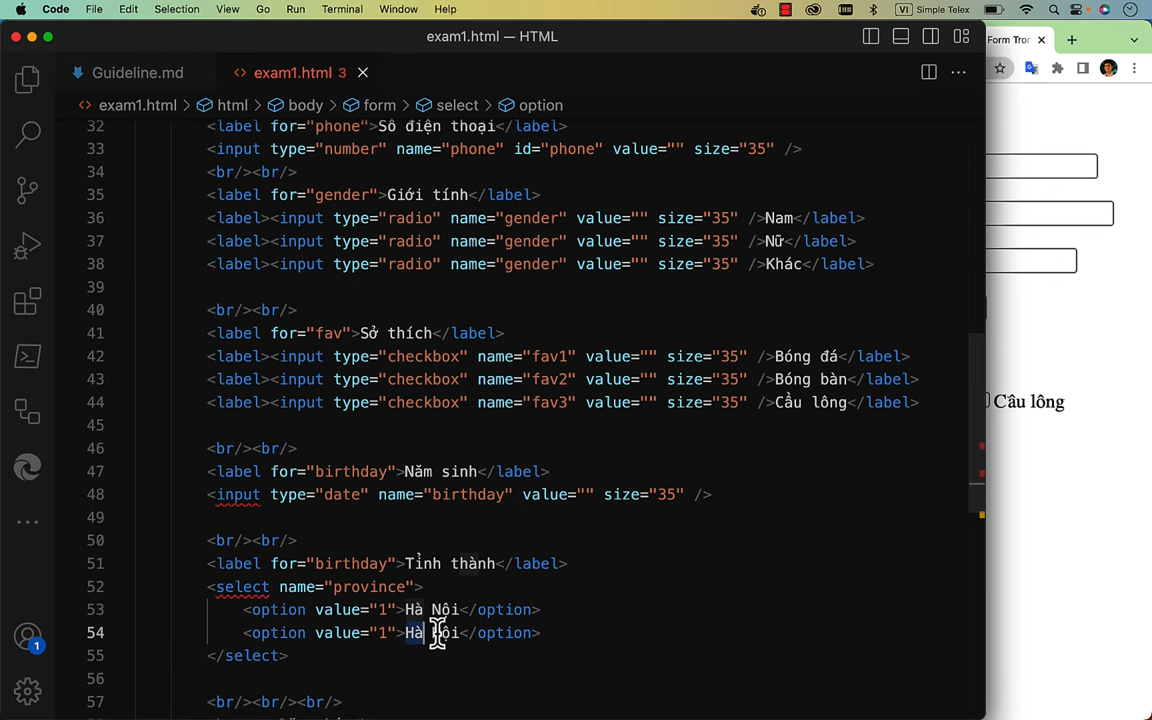 Code File Edit Selection View Go Run Terminal Window Help VI Simple Telex
exam1.html — HTML
Form Tron
Guideline.md exam1.html 3
exam1.html > html > body > form > select > option
32 <label for="phone">Số điện thoại</label>
33 <input type="number" name="phone" id="phone" value="" size="35" />
34 <br/><br/>
35 <label for="gender">Giới tính</label>
36 <label><input type="radio" name="gender" value="" size="35" />Nam</label>
37 <label><input type="radio" name="gender" value="" size="35" />Nữ</label>
38 <label><input type="radio" name="gender" value="" size="35" />Khác</label>
39
40 <br/><br/>
41 <label for="fav">Sở thích</label>
42 <label><input type="checkbox" name="fav1" value="" size="35" />Bóng đá</label>
43 <label><input type="checkbox" name="fav2" value="" size="35" />Bóng bàn</label>
44 <label><input type="checkbox" name="fav3" value="" size="35" />Cầu lông</label>
Cầu lông
45
46 <br/><br/>
47 <label for="birthday">Năm sinh</label>
48 <input type="date" name="birthday" value="" size="35" />
49
50 <br/><br/>
51 <label for="birthday">Tỉnh thành</label>
52 <select name="province">
53 <option value="1">Hà Nội</option>
54 <option value="1">Hà Nội</option>
55 </select>
56
57 <br/><br/><br/>
1